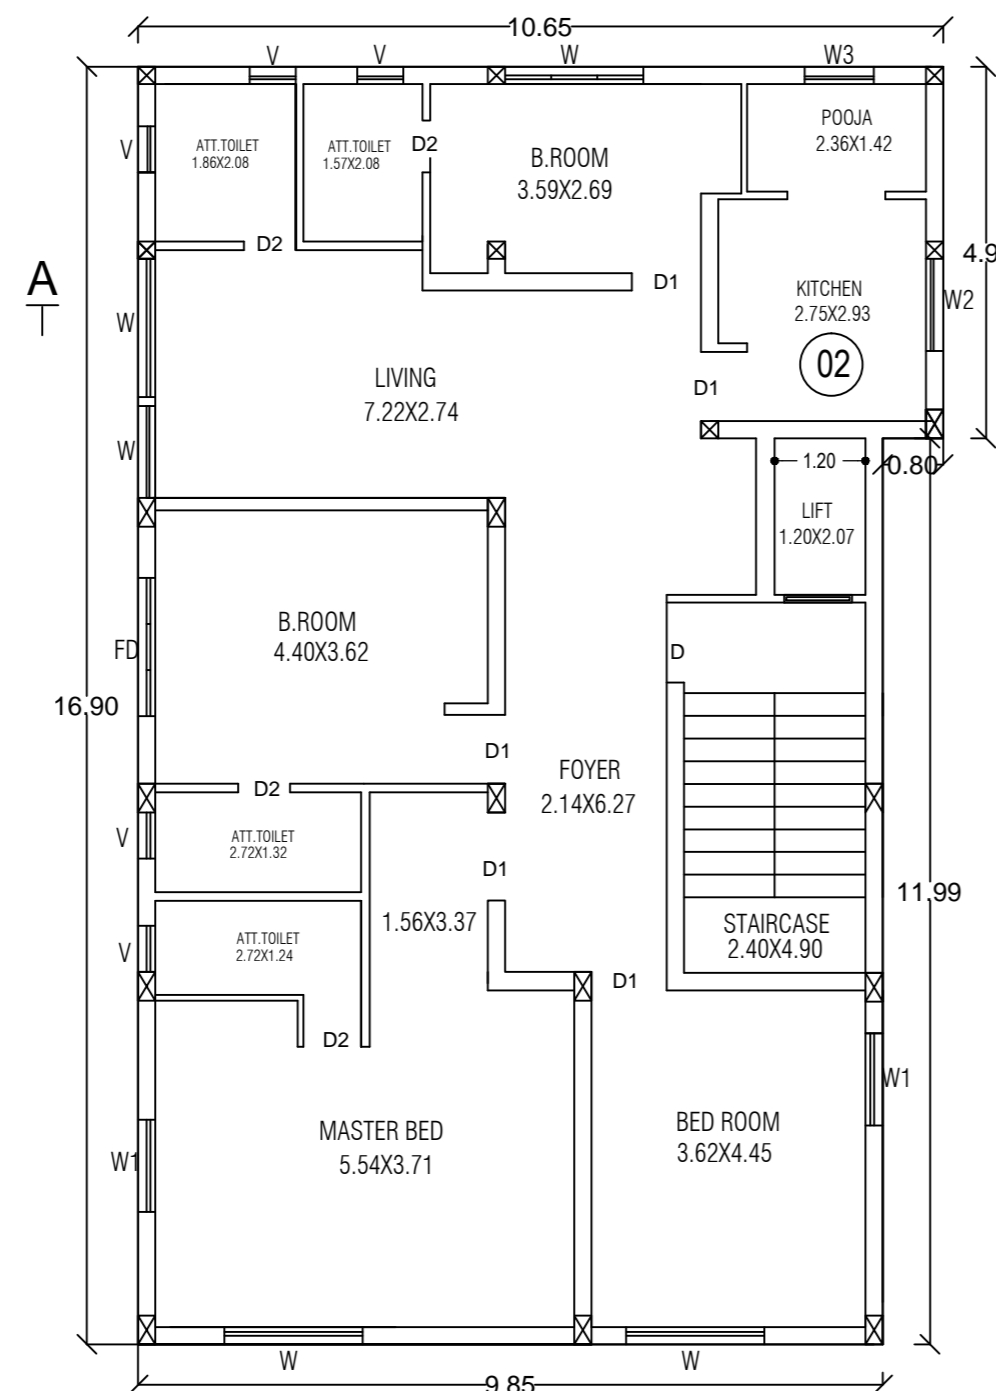 10.65
V
V
W
W3
POOJA
2.36X1.42
ATT.TOILET
1.86X2.08
ATT.TOILET
1.57X2.08
D2
B.ROOM
3.59X2.69
V
D2
4.9
A
D1
KITCHEN
2.75X2.93
W2
W
02
LIVING
7.22X2.74
D1
W
1.20
0.80
LIFT
1.20X2.07
B.ROOM
4.40X3.62
FD
D
16.90
D1
FOYER
2.14X6.27
D2
V
ATT.TOILET
2.72X1.32
D1
11.99
1.56X3.37
STAIRCASE
2.40X4.90
V
ATT.TOILET
2.72X1.24
D1
D2
W1
MASTER BED
5.54X3.71
BED ROOM
3.62X4.45
W1
W
W
9.85